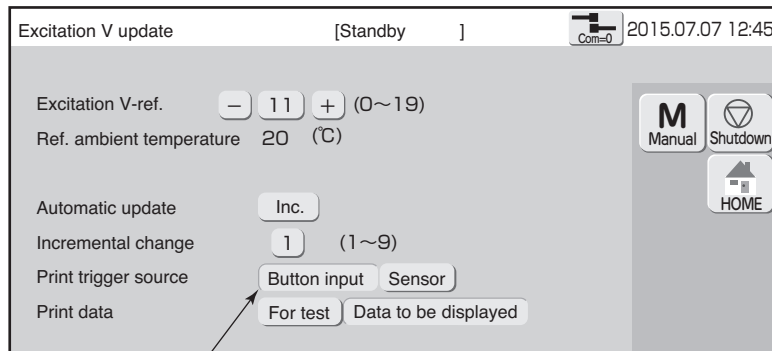 Excitation V update [Standby ] Com=0 2015.07.07 12:45
Excitation V-ref. － 11 ＋ (0～19)
Ref. ambient temperature 20 (℃)
M
Manual
Shutdown
HOME
Automatic update Inc.
Incremental change 1 (1～9)
Print trigger source Button input Sensor
Print data For test Data to be displayed